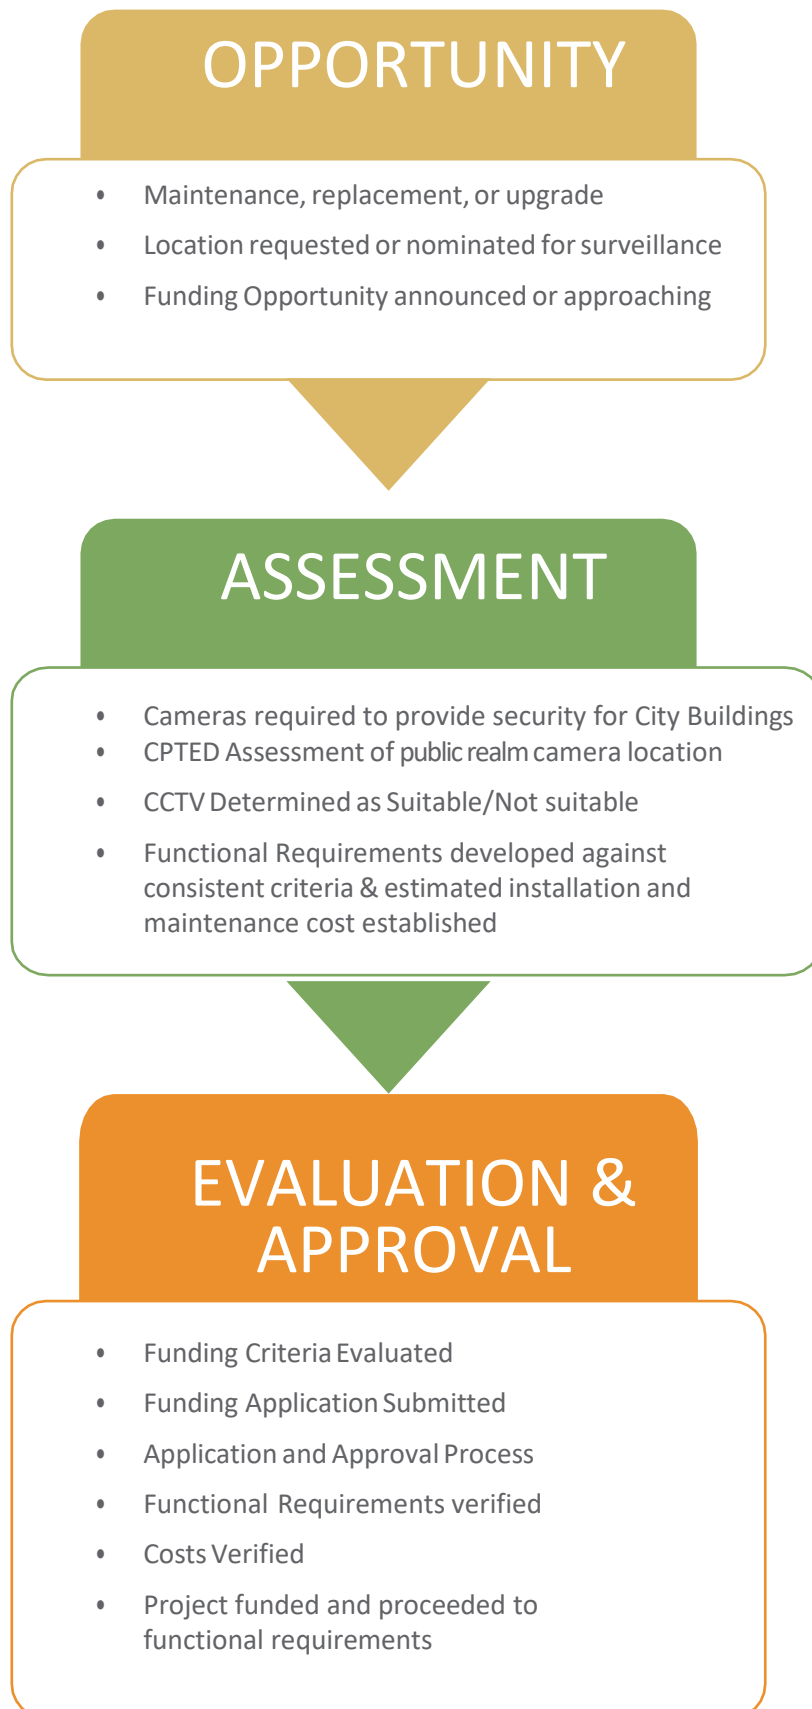 OPPORTUNITY
• Maintenance, replacement, or upgrade
• Location requested or nominated for surveillance
• Funding Opportunity announced or approaching
ASSESSMENT
• Cameras required to provide security for City Buildings
• CPTED Assessment of public realm camera location
• CCTV Determined as Suitable/Not suitable
• Functional Requirements developed against
consistent criteria & estimated installation and
maintenance cost established
EVALUATION &
APPROVAL
• Funding Criteria Evaluated
• Funding Application Submitted
• Application and Approval Process
• Functional Requirements verified
• Costs Verified
• Project funded and proceeded to
functional requirements